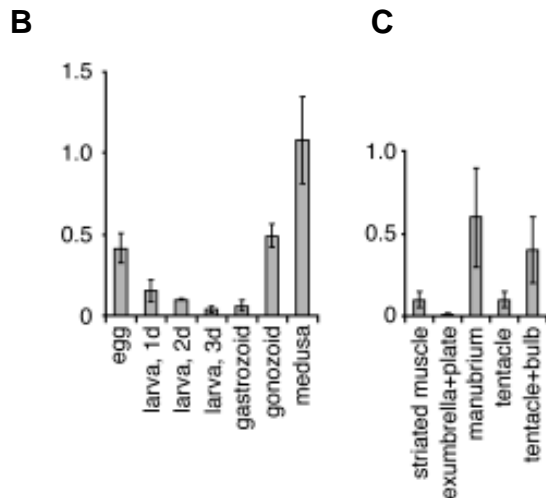 B
1.5
1.0
0.5
0
egg
larva, 1d
larva, 2d
larva, 3d
gastrozoid
gonozoid
medusa
C
1.0
0.5
0
striated muscle
exumbrella+plate
manubrium
tentacle
tentacle+bulb